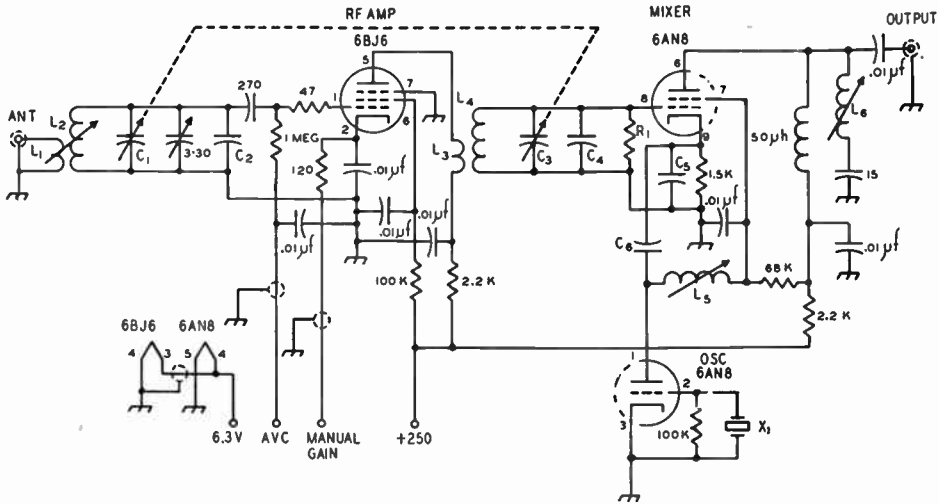 RF AMP
MIXER
6BJ6
6AN8
OUTPUT
5
6
.01µf
ANT
270
47
1
7
6
2
L4
8
7
9
L2
L1
C1
3-30
C2
1 MEG
120
.01µf
L3
C3
C4
R1
C5
1.5K
50µh
L6
15
.01µf
.01µf
.01µf
.01µf
C6
.01µf
100K
2.2K
L5
68K
2.2K
6BJ6
6AN8
4
3
5
4
OSC
6AN8
1
2
3
100K
X1
6.3V
AVC
MANUAL
GAIN
+250